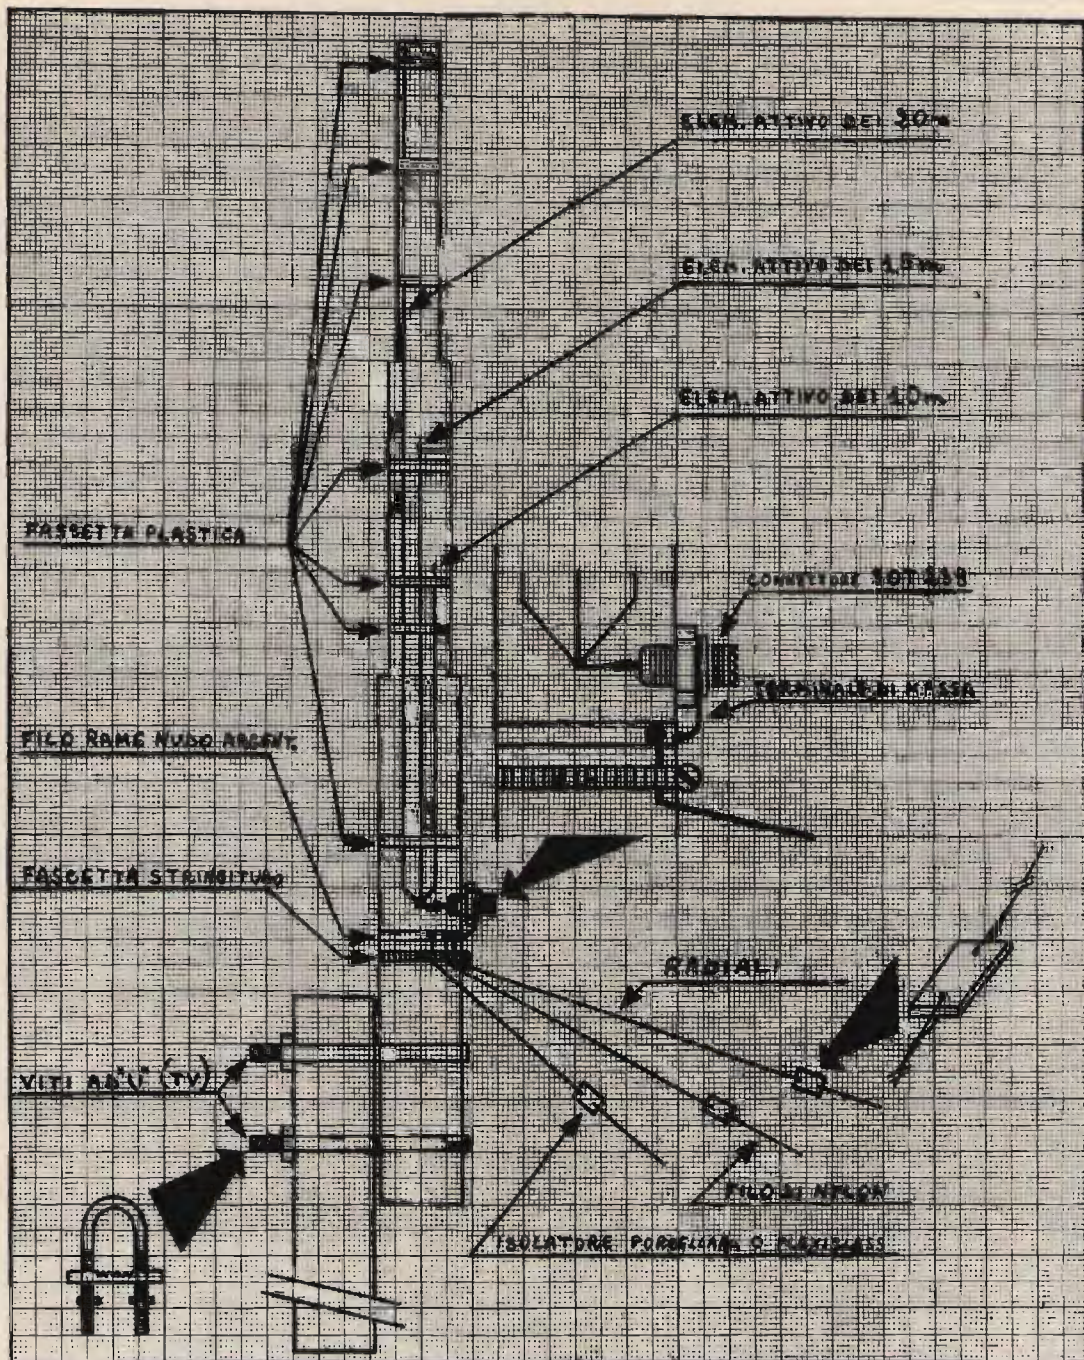 ELEM. ATTIVO DEI 20m
ELEM. ATTIVO DEI 15m
ELEM. ATTIVO DEI 10m
FASCETTA PLASTICA
CONNETTORE SOT 239
TERMINALE DI MASSA
FILO RAME NUDO ARGENT.
FASCETTA STRINGITUBO
RADIALI
VITI AD "U" (TV)
FILO DI NYLON
ISOLATORE PORCELLANA O PLEXIGLASS